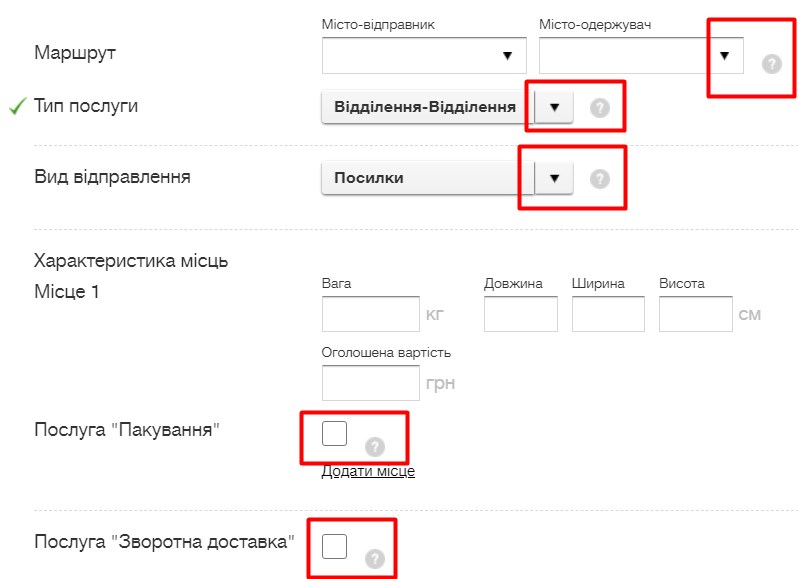 Місто-відправник Місто-одержувач
Маршрут ?
Тип послуги Відділення-Відділення ?
Вид відправлення Посилки ?
Характеристика місць
Місце 1 Вага Довжина Ширина Висота
кг см
Оголошена вартість
грн
Послуга "Пакування" ?
Додати місце
Послуга "Зворотна доставка" ?